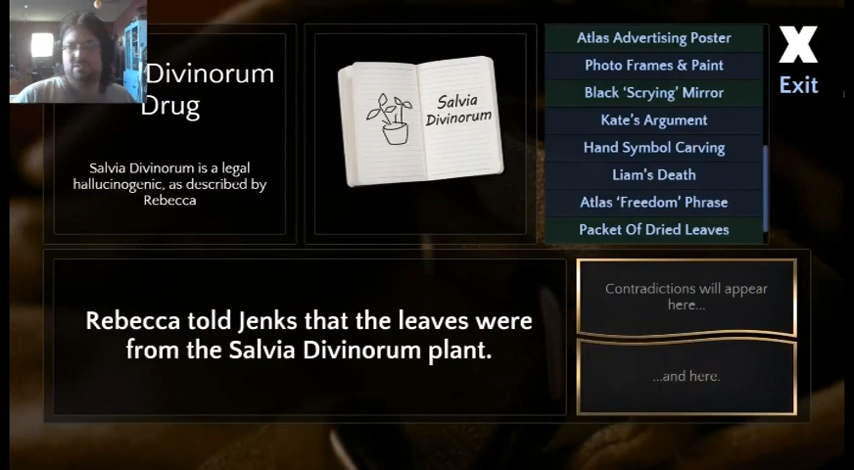 Divinorum
Drug
Salvia Divinorum is a legal
hallucinogenic, as described by
Rebecca
Salvia
Divinorum
Atlas Advertising Poster
Photo Frames & Paint
Black ‘Scrying’ Mirror
Kate’s Argument
Hand Symbol Carving
Liam’s Death
Atlas ‘Freedom’ Phrase
Packet Of Dried Leaves
X
Exit
Rebecca told Jenks that the leaves were
from the Salvia Divinorum plant.
Contradictions will appear
here...
...and here.